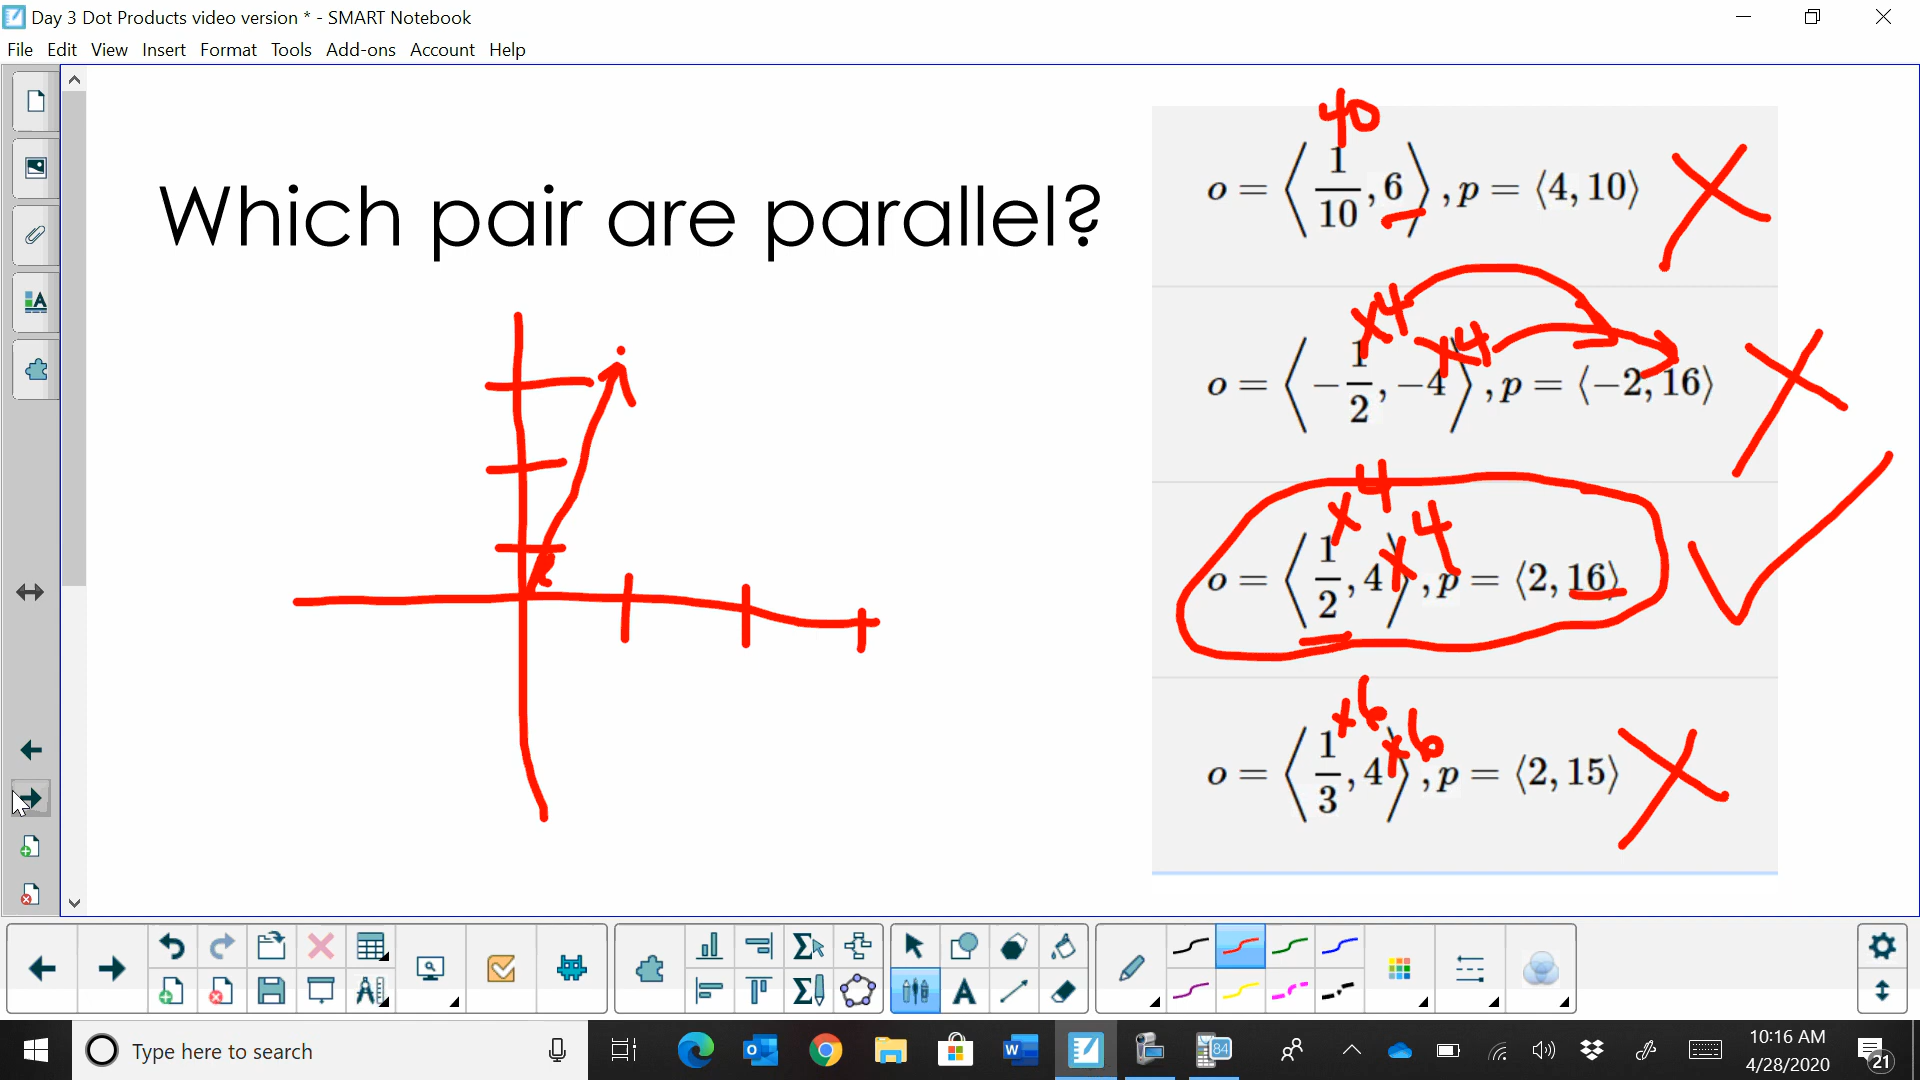 Day 3 Dot Products video version * - SMART Notebook
File Edit View Insert Format Tools Add-ons Account Help
Which pair are parallel?
40
o = ⟨1/10, 6⟩, p = ⟨4, 10⟩
x4 x4
o = ⟨-1/2, -4⟩, p = ⟨-2, 16⟩
x4 x4
o = ⟨1/2, 4⟩, p = ⟨2, 16⟩
x6 x6
o = ⟨1/3, 4⟩, p = ⟨2, 15⟩
Type here to search
84
10:16 AM
4/28/2020
21